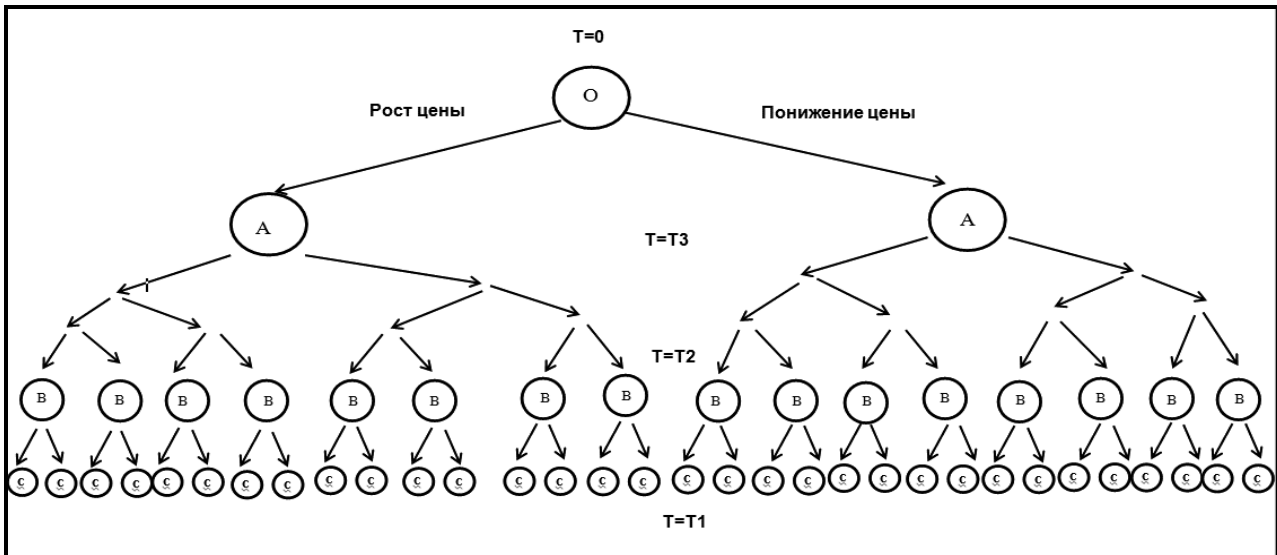 T=0
О
Рост цены
Понижение цены
А
А
T=T3
T=T2
В В В В В В В В В В В В В В В В
с с с с с с с с с с с с с с с с с с с с с с с с с с с с с с с с
T=T1